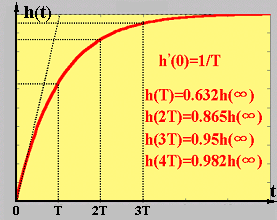 h(t)
h'(0)=1/T
h(T)=0.632h(∞)
h(2T)=0.865h(∞)
h(3T)=0.95h(∞)
h(4T)=0.982h(∞)
t
0 T 2T 3T